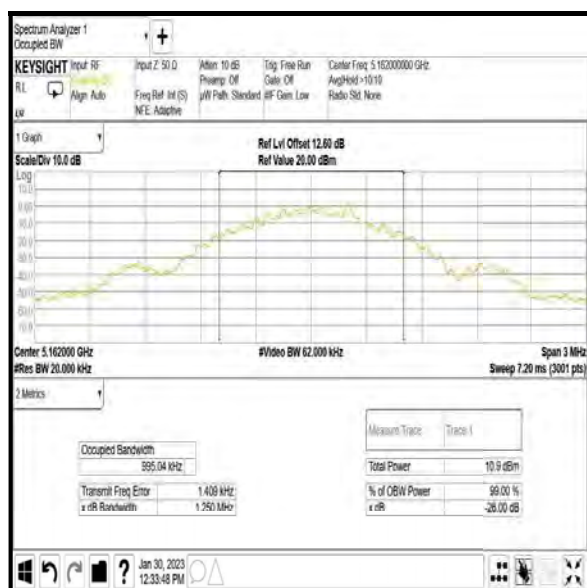 Spectrum Analyzer 1
Occupied BW
KEYSIGHT Input: RF Input Z: 50 Ω Atten: 10 dB Trig: Free Run Center Freq: 5.162000000 GHz
Preamp: Off Gate: Off Avg|Hold:>10/10
Align: Auto Freq Ref: Int (S) µW Path: Standard #IF Gain: Low Radio Std: None
NFE: Adaptive
1 Graph
Ref Lvl Offset 12.60 dB
Scale/Div 10.0 dB Ref Value 20.00 dBm
Log
10.0
0.00
Center 5.162000 GHz #Video BW 62.000 kHz Span 3 MHz
#Res BW 20.000 kHz Sweep 7.20 ms (3001 pts)
2 Metrics
Measure Trace Trace 1
Occupied Bandwidth
995.04 kHz
Total Power 10.9 dBm
Transmit Freq Error 1.409 kHz
% of OBW Power 99.00 %
x dB Bandwidth 1.250 MHz
x dB -26.00 dB
? Jan 30, 2023
12:33:48 PM